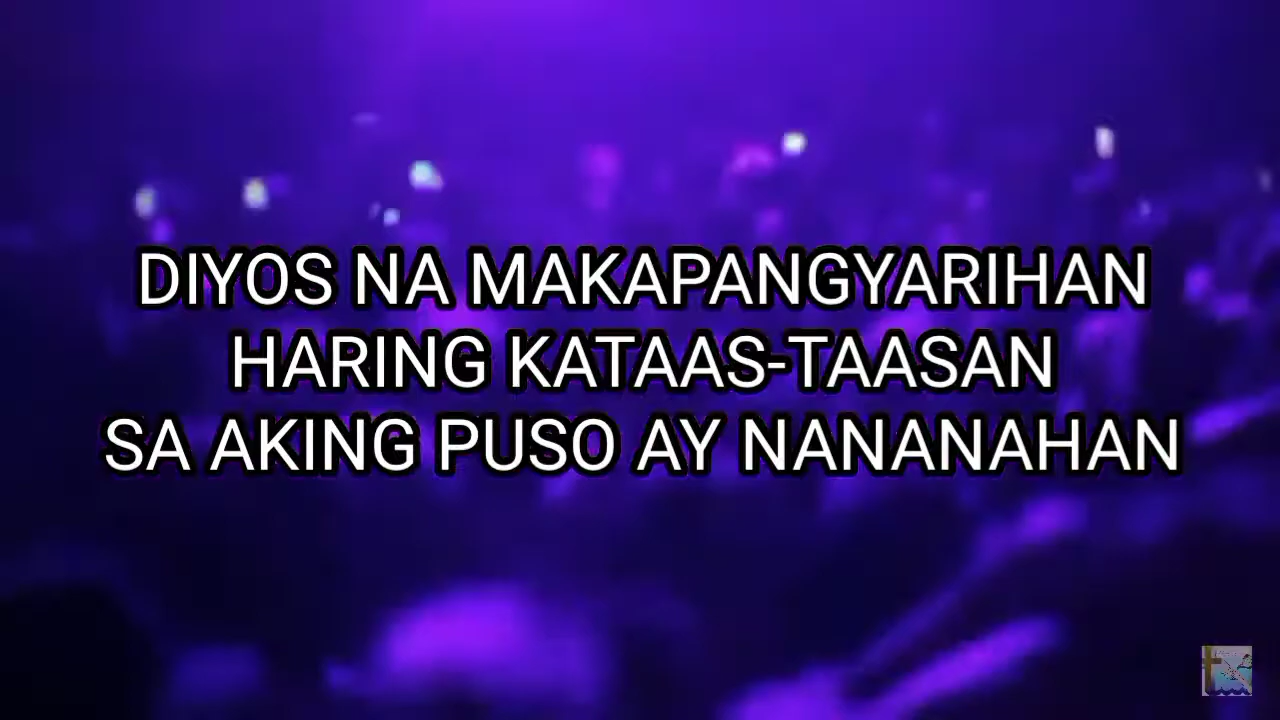 DIYOS NA MAKAPANGYARIHAN
HARING KATAAS-TAASAN
SA AKING PUSO AY NANANAHAN